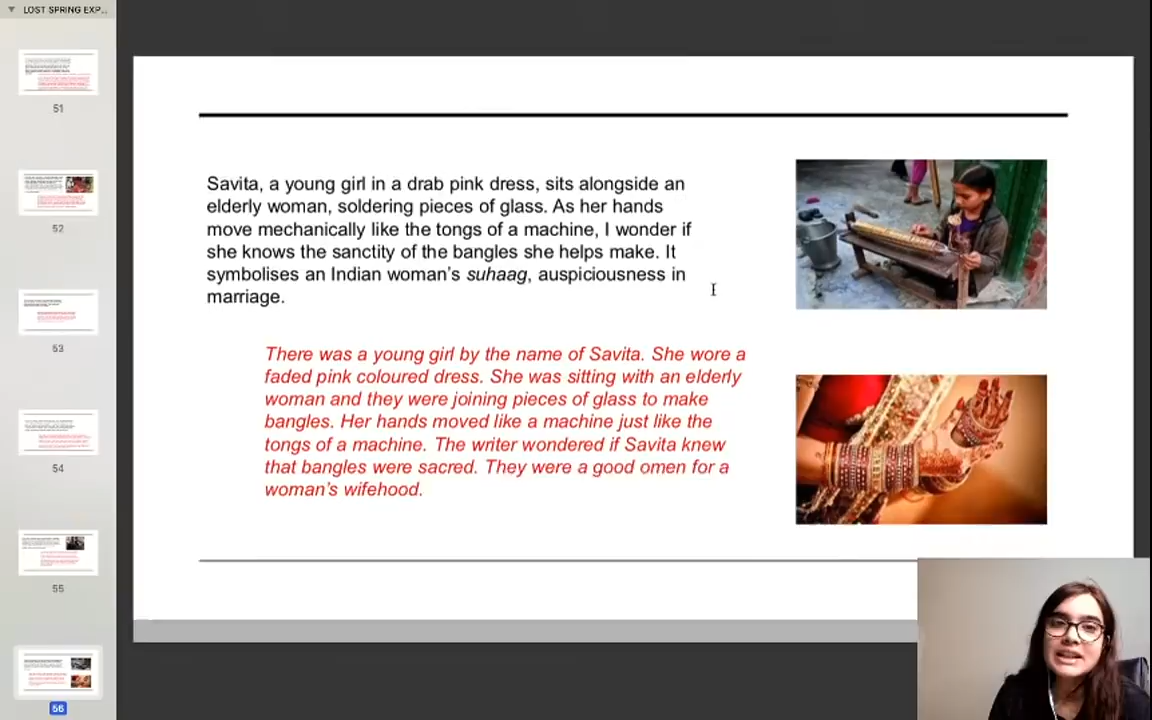 LOST SPRING EXP...
51
52
53
54
55
56
Savita, a young girl in a drab pink dress, sits alongside an
elderly woman, soldering pieces of glass. As her hands
move mechanically like the tongs of a machine, I wonder if
she knows the sanctity of the bangles she helps make. It
symbolises an Indian woman's suhaag, auspiciousness in
marriage.
There was a young girl by the name of Savita. She wore a
faded pink coloured dress. She was sitting with an elderly
woman and they were joining pieces of glass to make
bangles. Her hands moved like a machine just like the
tongs of a machine. The writer wondered if Savita knew
that bangles were sacred. They were a good omen for a
woman's wifehood.